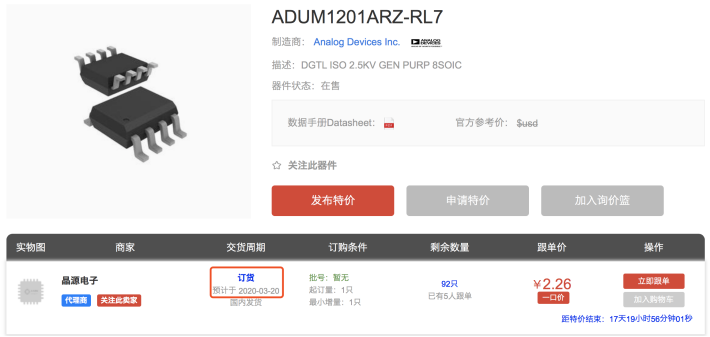 ADUM1201ARZ-RL7
制造商： Analog Devices Inc. ANALOG DEVICES
描述：DGTL ISO 2.5KV GEN PURP 8SOIC
器件状态：在售
数据手册Datasheet： 官方参考价： $usd
关注此器件
发布特价 申请特价 加入询价篮
实物图 商家 交货周期 订购条件 剩余数量 跟单价 操作
晶源电子
代理商 关注此卖家
订货
预计于 2020-03-20
国内发货
批号：暂无
起订量：1只
最小增量：1只
92只
已有5人跟单
¥2.26
一口价
立即跟单
加入购物车
距特价结束：17天19小时56分钟01秒